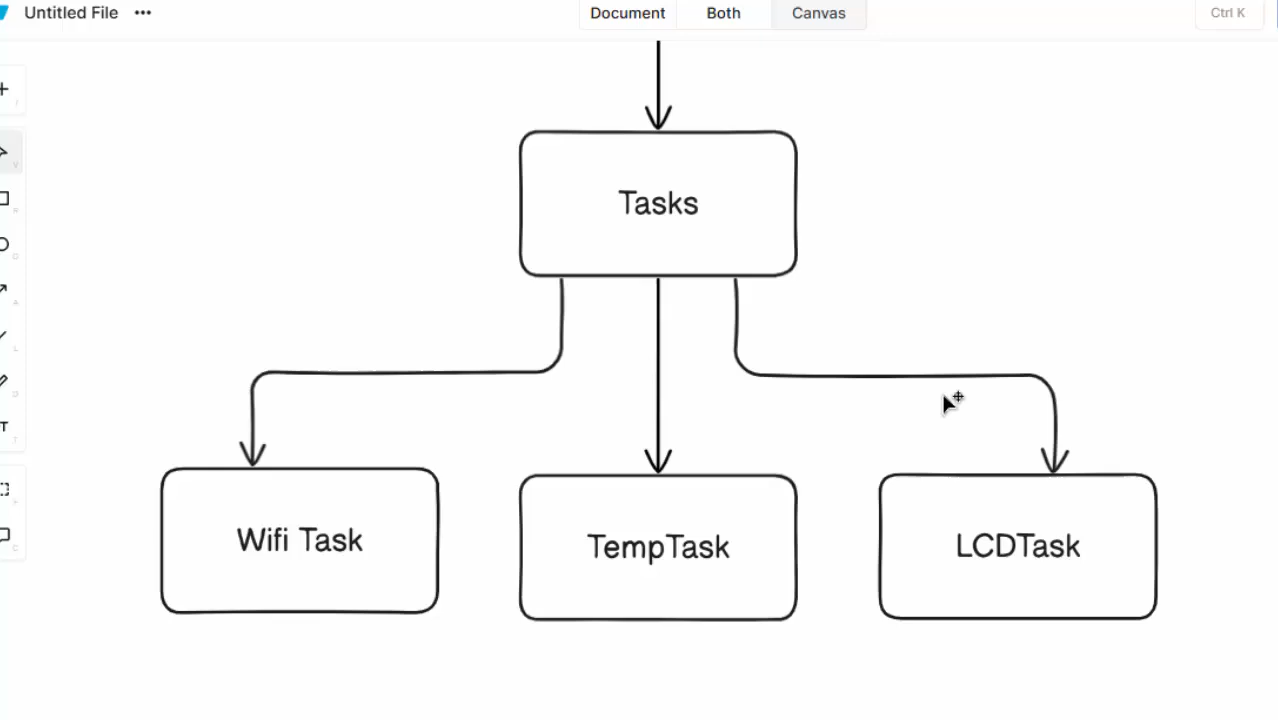 Untitled File •••
Document
Both
Canvas
Ctrl K
Tasks
Wifi Task
TempTask
LCDTask
T